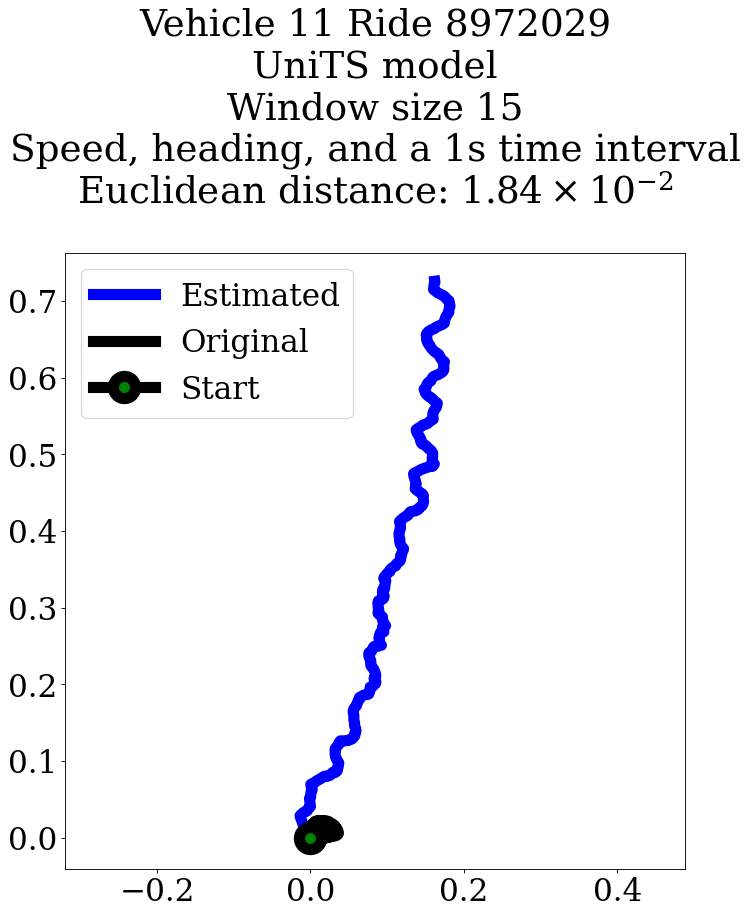 Vehicle 11 Ride 8972029
UniTS model
Window size 15
Speed, heading, and a 1s time interval
Euclidean distance: 1.84 × 10⁻²
Estimated
Original
Start
0.7
0.6
0.5
0.4
0.3
0.2
0.1
0.0
−0.2 0.0 0.2 0.4